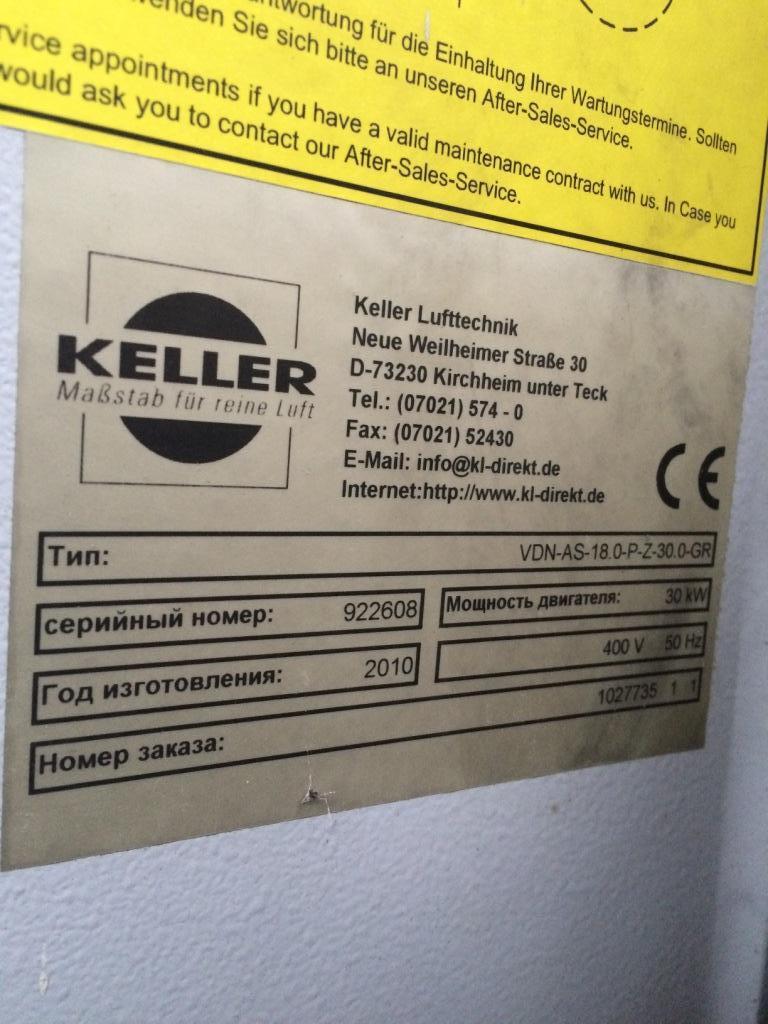 antwortung für die Einhaltung Ihrer Wartungstermine. Sollten
wenden Sie sich bitte an unseren After-Sales-Service.
service appointments if you have a valid maintenance contract with us. In Case you
would ask you to contact our After-Sales-Service.
KELLER
Maßstab für reine Luft
Keller Lufttechnik
Neue Weilheimer Straße 30
D-73230 Kirchheim unter Teck
Tel.: (07021) 574 - 0
Fax: (07021) 52430
E-Mail: info@kl-direkt.de
Internet:http://www.kl-direkt.de
CE
Тип: VDN-AS-18.0-P-Z-30.0-GR
серийный номер: 922608
Мощность двигателя: 30 kW
Год изготовления: 2010
400 V 50 Hz
Номер заказа: 1027735 1 1